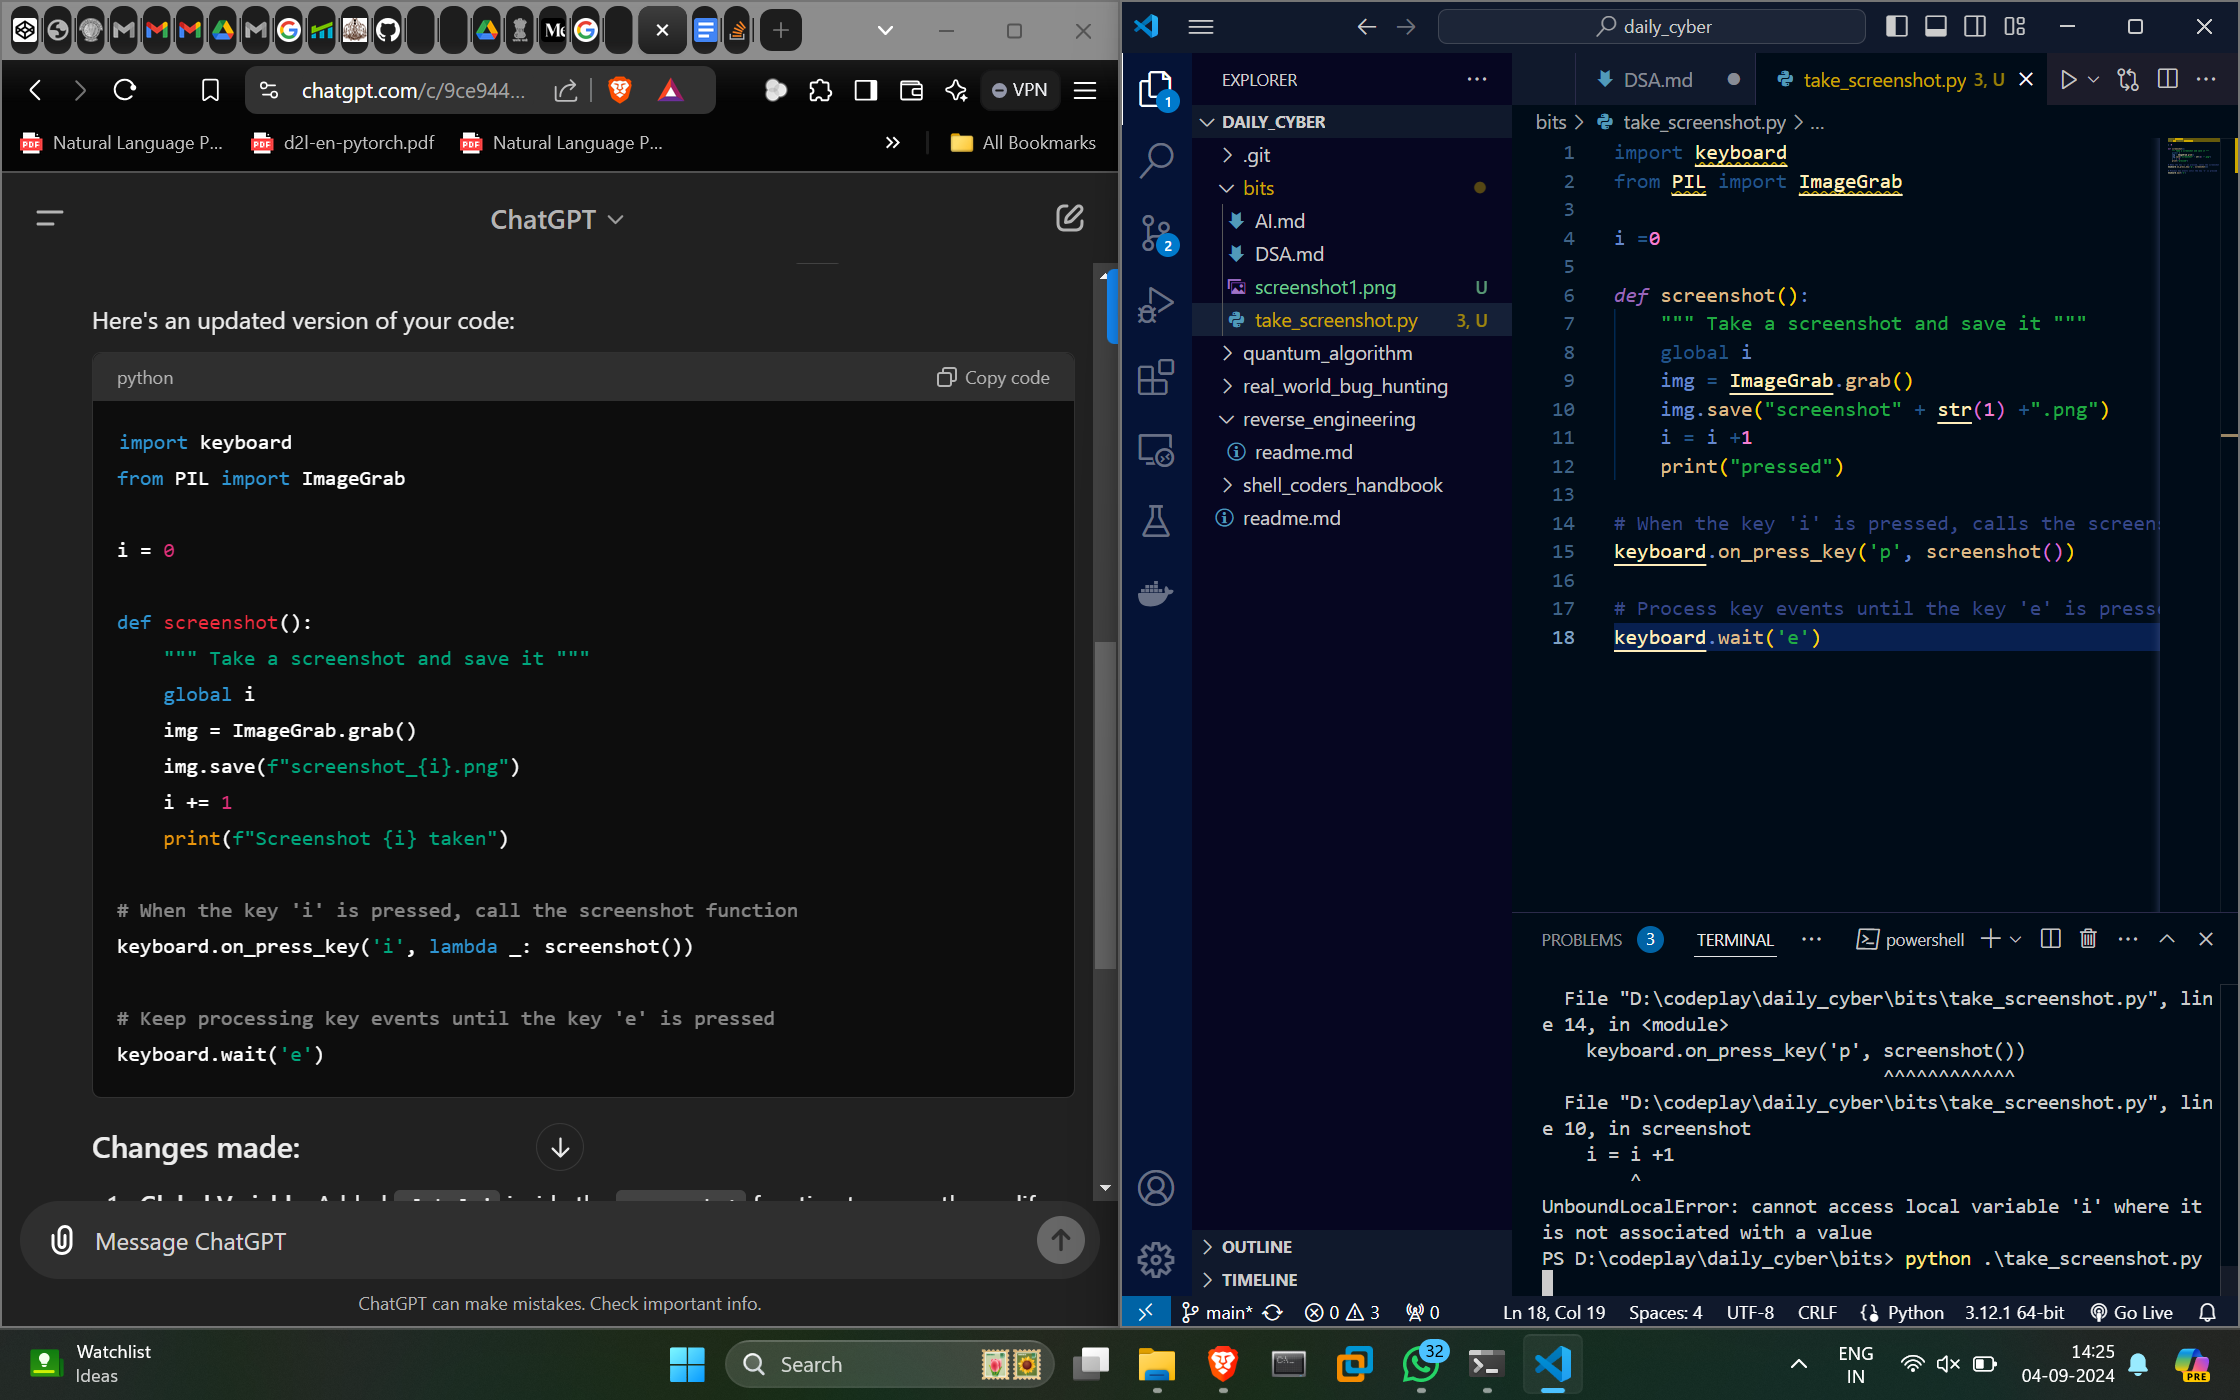 chatgpt.com/c/9ce944...
VPN
Natural Language P...
d2l-en-pytorch.pdf
Natural Language P...
All Bookmarks
ChatGPT
Here's an updated version of your code:
python
Copy code
import keyboard
from PIL import ImageGrab
i = 0
def screenshot():
""" Take a screenshot and save it """
global i
img = ImageGrab.grab()
img.save(f"screenshot_{i}.png")
i += 1
print(f"Screenshot {i} taken")
# When the key 'i' is pressed, call the screenshot function
keyboard.on_press_key('i', lambda _: screenshot())
# Keep processing key events until the key 'e' is pressed
keyboard.wait('e')
Changes made:
Message ChatGPT
ChatGPT can make mistakes. Check important info.
daily_cyber
EXPLORER
DAILY_CYBER
.git
bits
AI.md
DSA.md
screenshot1.png U
take_screenshot.py 3, U
quantum_algorithm
real_world_bug_hunting
reverse_engineering
readme.md
shell_coders_handbook
readme.md
OUTLINE
TIMELINE
1
2
DSA.md
take_screenshot.py 3, U
bits > take_screenshot.py > ...
1 import keyboard
2 from PIL import ImageGrab
3
4 i =0
5
6 def screenshot():
7 """ Take a screenshot and save it """
8 global i
9 img = ImageGrab.grab()
10 img.save("screenshot" + str(1) +".png")
11 i = i +1
12 print("pressed")
13
14 # When the key 'i' is pressed, calls the screens
15 keyboard.on_press_key('p', screenshot())
16
17 # Process key events until the key 'e' is presse
18 keyboard.wait('e')
PROBLEMS 3
TERMINAL
powershell
File "D:\codeplay\daily_cyber\bits\take_screenshot.py", lin
e 14, in <module>
keyboard.on_press_key('p', screenshot())
^^^^^^^^^^^^
File "D:\codeplay\daily_cyber\bits\take_screenshot.py", lin
e 10, in screenshot
i = i +1
^
UnboundLocalError: cannot access local variable 'i' where it
is not associated with a value
PS D:\codeplay\daily_cyber\bits> python .\take_screenshot.py
main* 0 3 0 Ln 18, Col 19 Spaces: 4 UTF-8 CRLF Python 3.12.1 64-bit Go Live
Watchlist
Ideas
Search
32
ENG
IN
14:25
04-09-2024
PRE